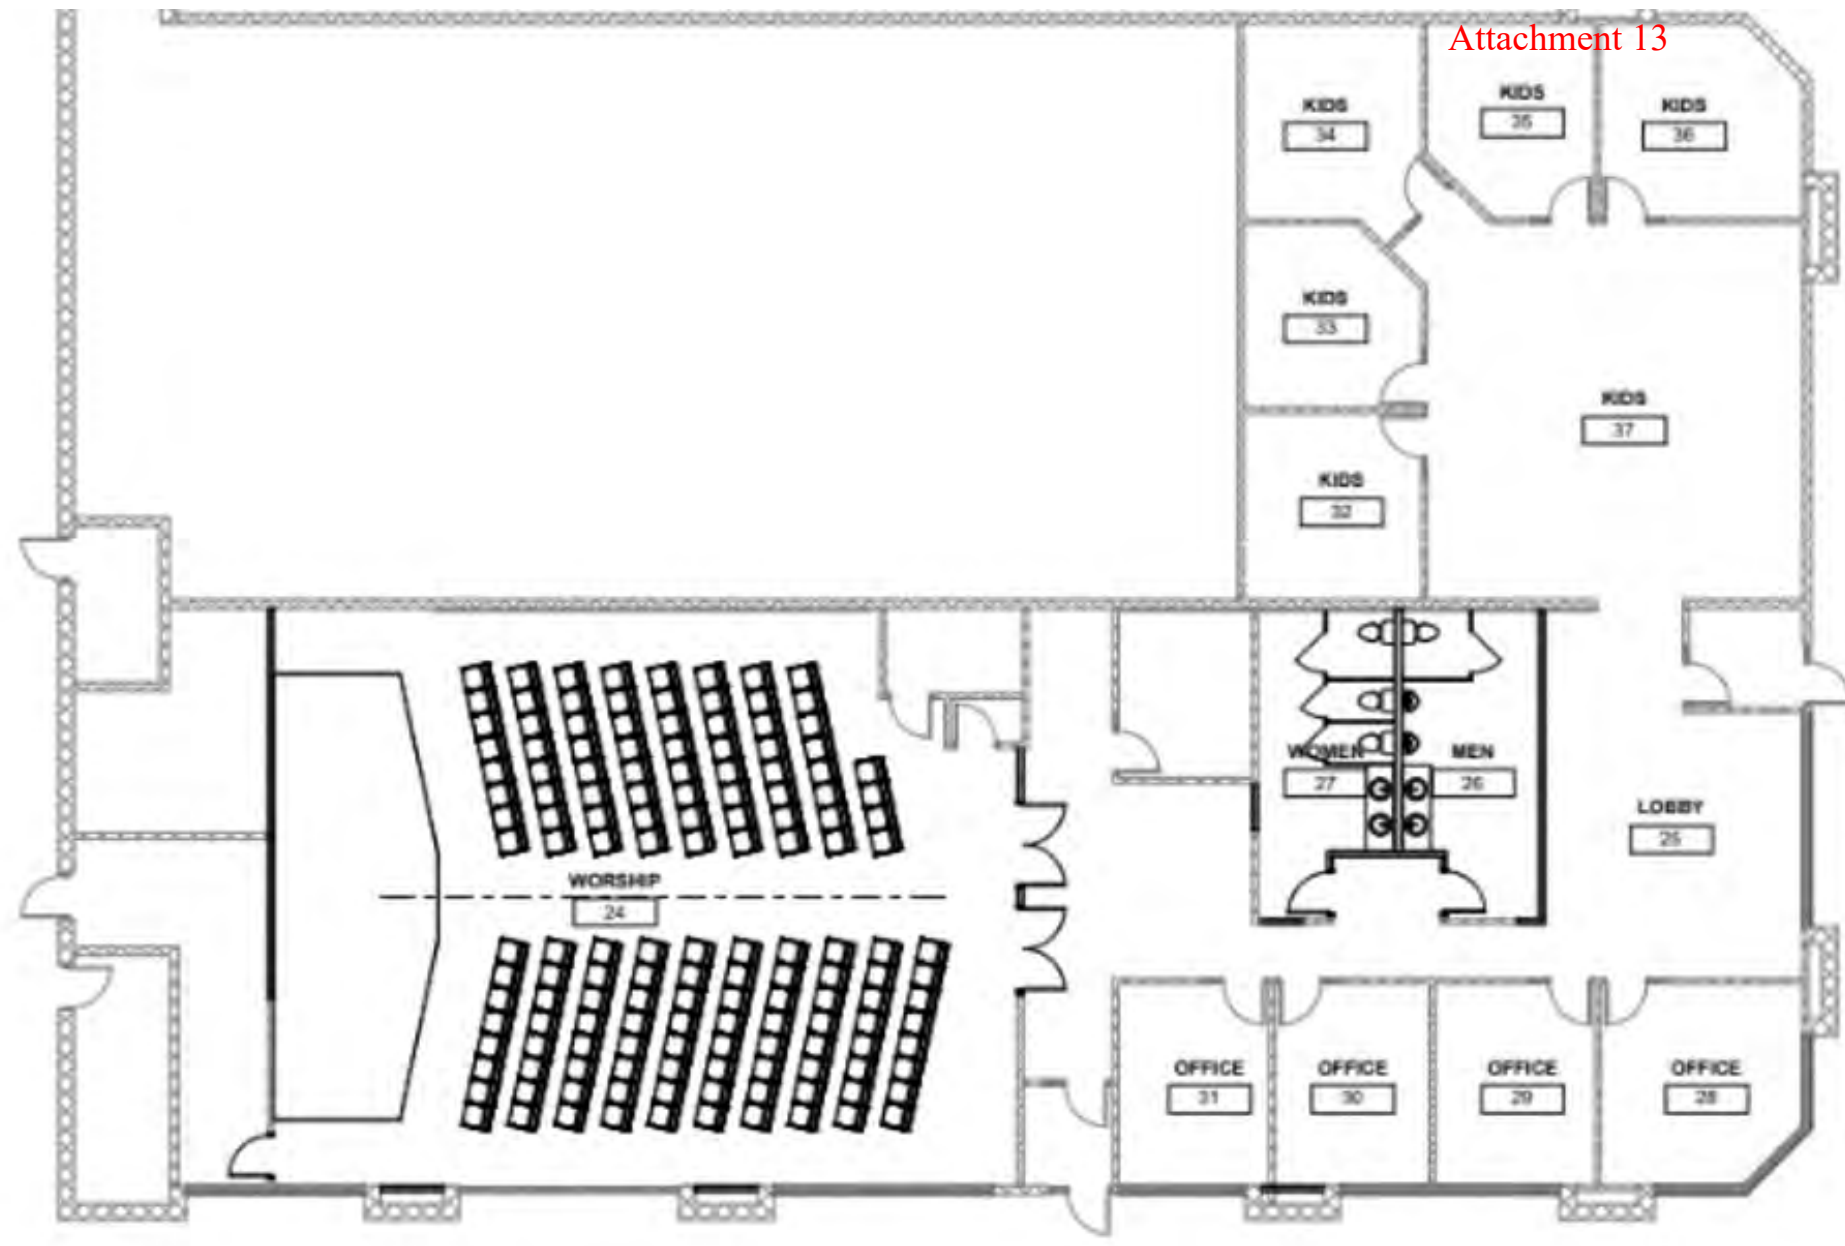 Attachment 13
KIDS
34
KIDS
35
KIDS
36
KIDS
33
KIDS
37
KIDS
32
WOMEN
27
MEN
26
LOBBY
25
WORSHIP
24
OFFICE
31
OFFICE
30
OFFICE
29
OFFICE
28